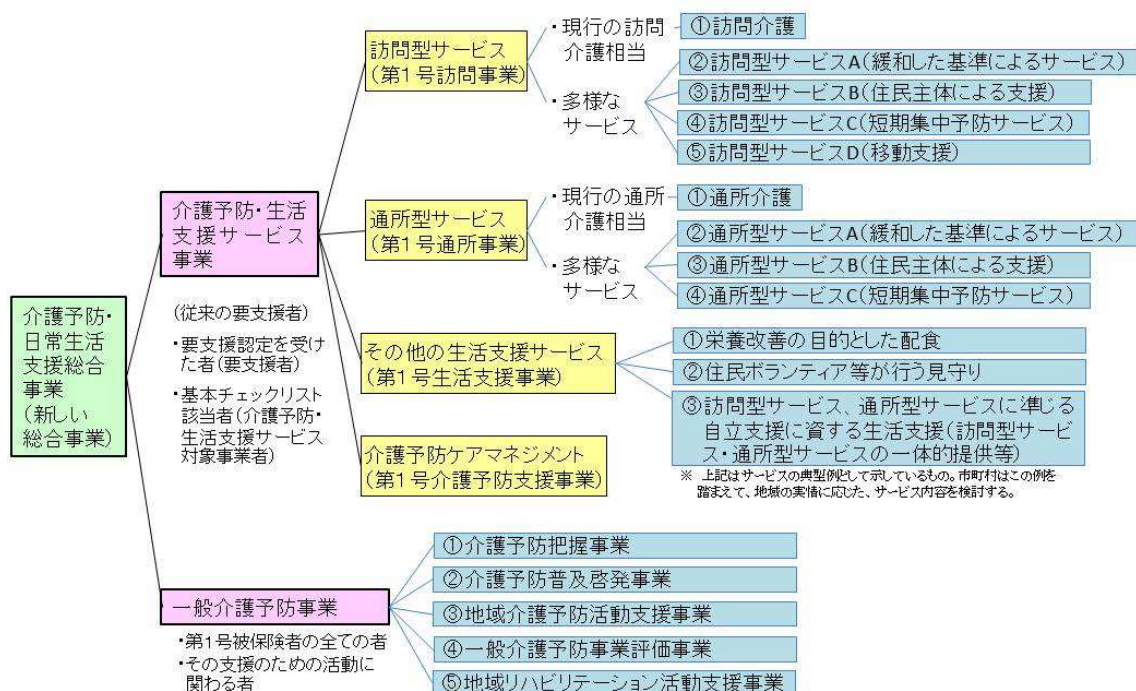 介護予防・
日常生活
支援総合
事業
(新しい
総合事業)
介護予防・生活
支援サービス
事業
(従来の要支援者)
・要支援認定を受け
た者(要支援者)
・基本チェックリスト
該当者(介護予防・
生活支援サービス
対象事業者)
訪問型サービス
(第1号訪問事業)
・現行の訪問
介護相当
①訪問介護
・多様な
サービス
②訪問型サービスA(緩和した基準によるサービス)
③訪問型サービスB(住民主体による支援)
④訪問型サービスC(短期集中予防サービス)
⑤訪問型サービスD(移動支援)
通所型サービス
(第1号通所事業)
・現行の通所
介護相当
①通所介護
・多様な
サービス
②通所型サービスA(緩和した基準によるサービス)
③通所型サービスB(住民主体による支援)
④通所型サービスC(短期集中予防サービス)
その他の生活支援サービス
(第1号生活支援事業)
①栄養改善の目的とした配食
②住民ボランティア等が行う見守り
③訪問型サービス、通所型サービスに準じる
自立支援に資する生活支援(訪問型サービ
ス・通所型サービスの一体的提供等)
※ 上記はサービスの典型例として示しているもの。市町村はこの例を
踏まえて、地域の実情に応じた、サービス内容を検討する。
介護予防ケアマネジメント
(第1号介護予防支援事業)
一般介護予防事業
・第1号被保険者の全ての者
・その支援のための活動に
関わる者
①介護予防把握事業
②介護予防普及啓発事業
③地域介護予防活動支援事業
④一般介護予防事業評価事業
⑤地域リハビリテーション活動支援事業